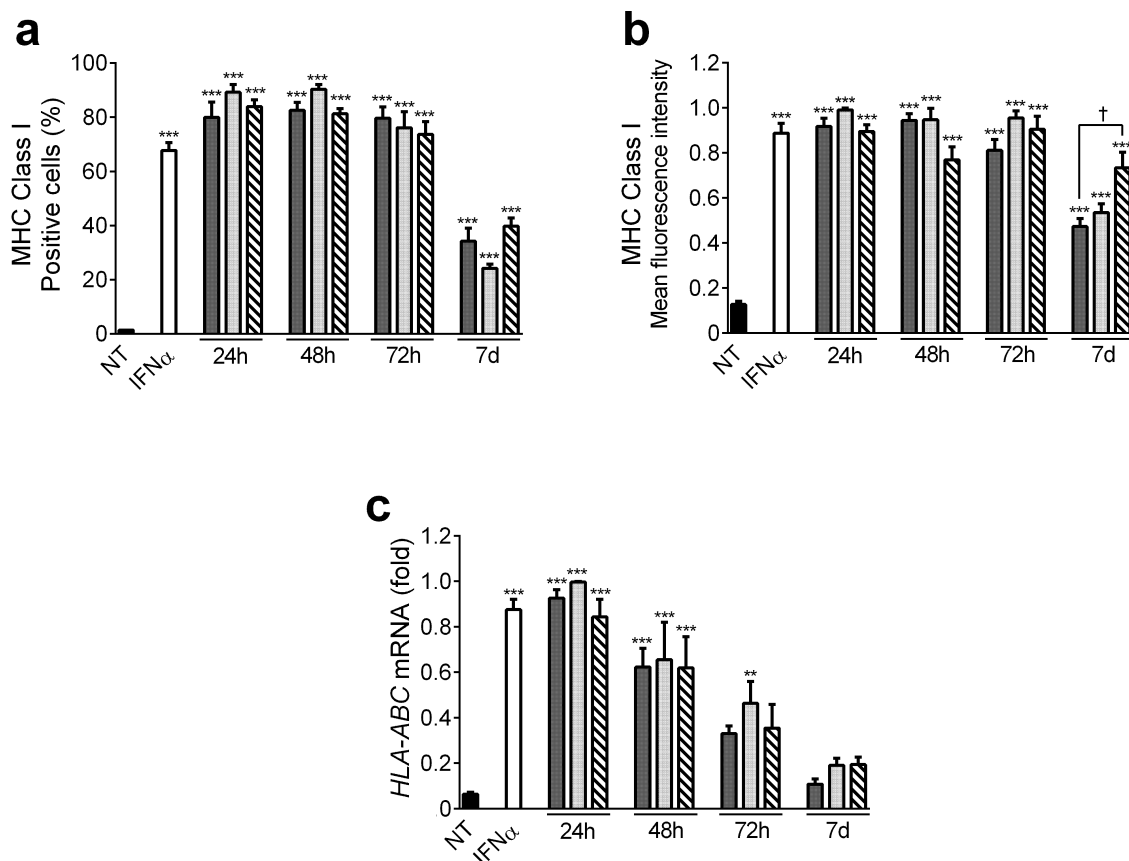 a
MHC Class I
Positive cells (%)
100
80
60
40
20
0
***
*** *** ***
*** *** ***
*** *** ***
*** *** ***
NT
IFNα
24h
48h
72h
7d
b
MHC Class I
Mean fluorescence intensity
1.2
1.0
0.8
0.6
0.4
0.2
0
***
*** *** ***
*** *** ***
*** *** ***
*** *** ***
†
NT
IFNα
24h
48h
72h
7d
c
HLA-ABC mRNA (fold)
1.2
1.0
0.8
0.6
0.4
0.2
0
***
*** *** ***
*** *** ***
**
NT
IFNα
24h
48h
72h
7d